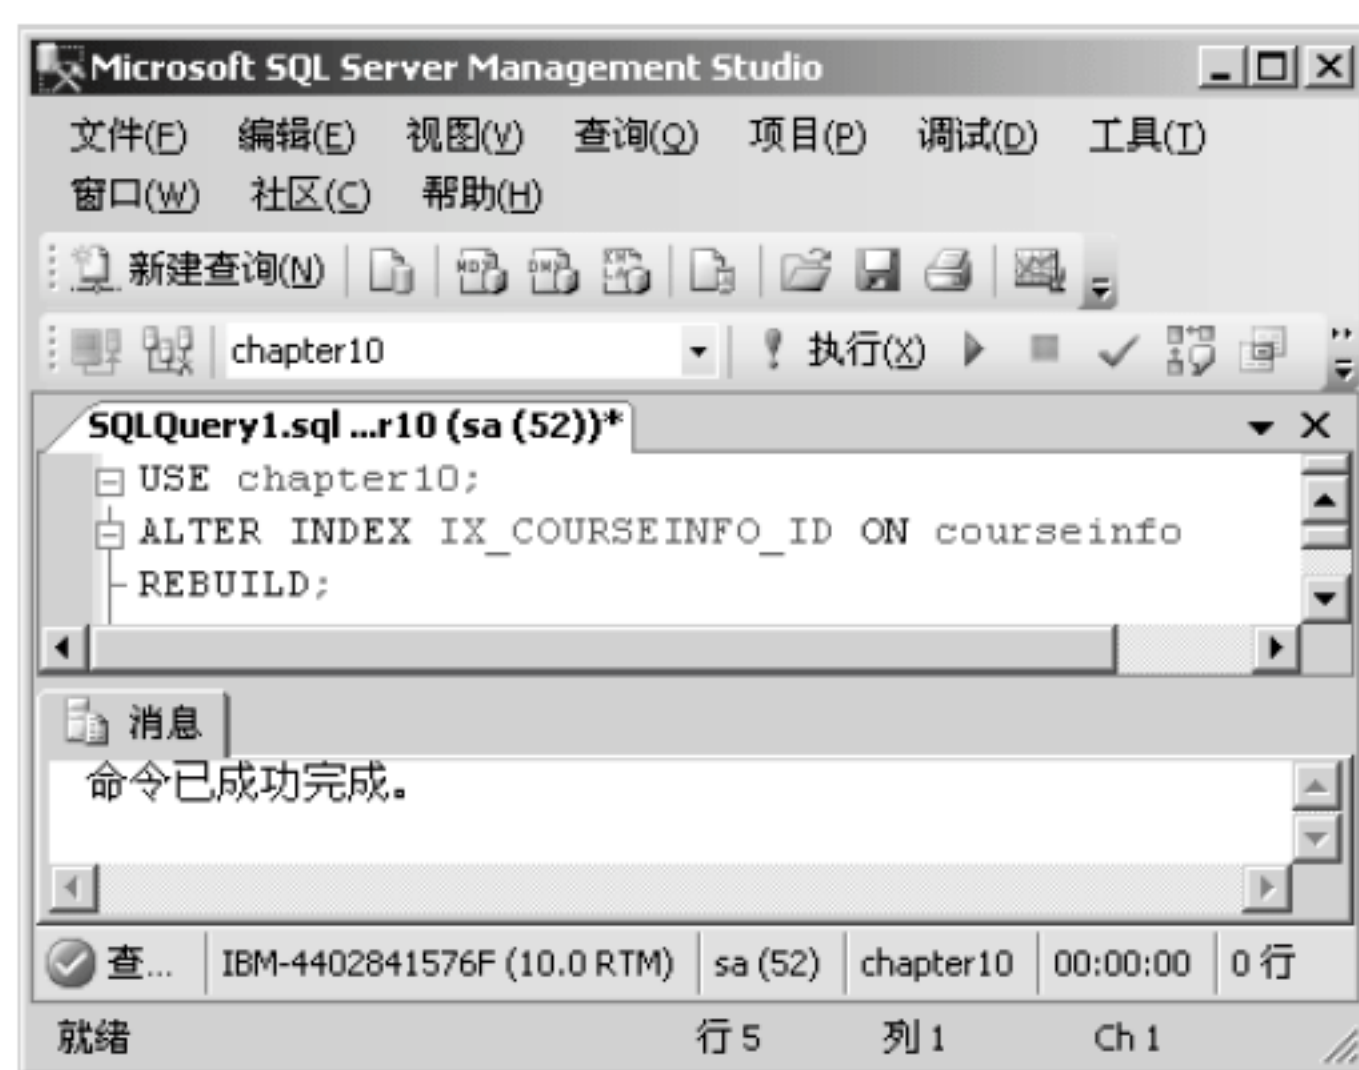 Microsoft SQL Server Management Studio
文件(F) 编辑(E) 视图(V) 查询(Q) 项目(P) 调试(D) 工具(T)
窗口(W) 社区(C) 帮助(H)
新建查询(N)
chapter10 执行(X)
SQLQuery1.sql ...r10 (sa (52))*
USE chapter10;
ALTER INDEX IX_COURSEINFO_ID ON courseinfo
REBUILD;
消息
命令已成功完成。
查... IBM-4402841576F (10.0 RTM) sa (52) chapter10 00:00:00 0 行
就绪 行 5 列 1 Ch 1